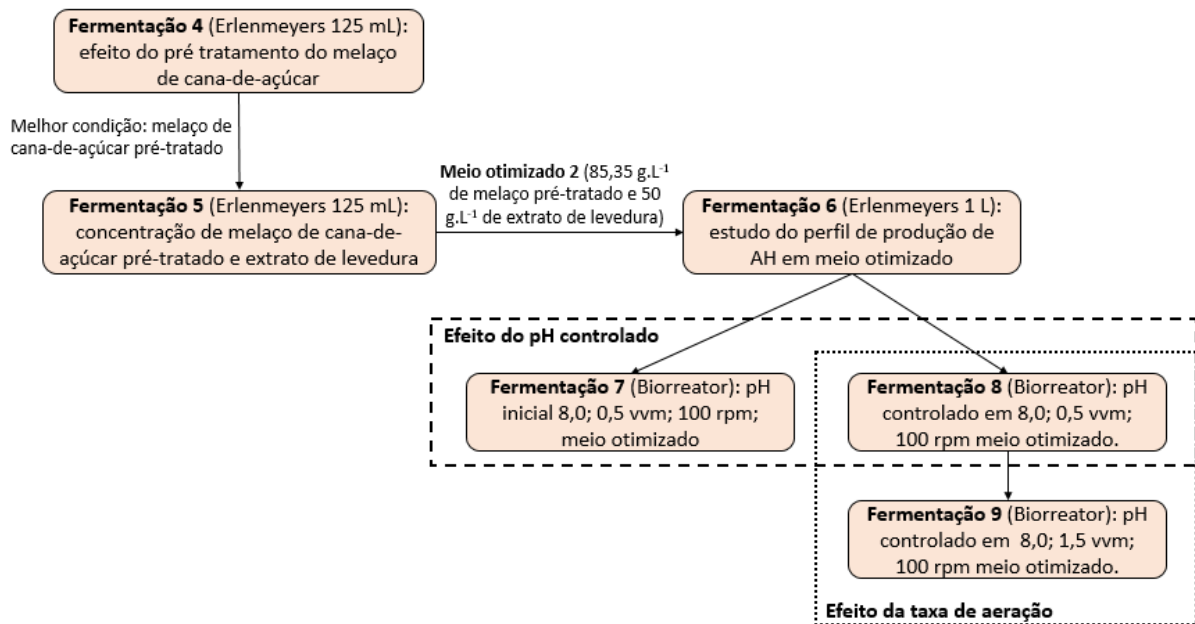 Fermentação 4 (Erlenmeyers 125 mL):
efeito do pré tratamento do melaço
de cana-de-açúcar
Melhor condição: melaço de
cana-de-açúcar pré-tratado
Fermentação 5 (Erlenmeyers 125 mL):
concentração de melaço de cana-de-
açúcar pré-tratado e extrato de levedura
Meio otimizado 2 (85,35 g.L⁻¹
de melaço pré-tratado e 50
g.L⁻¹ de extrato de levedura)
Fermentação 6 (Erlenmeyers 1 L):
estudo do perfil de produção de
AH em meio otimizado
Efeito do pH controlado
Fermentação 7 (Biorreator): pH
inicial 8,0; 0,5 vvm; 100 rpm;
meio otimizado
Fermentação 8 (Biorreator): pH
controlado em 8,0; 0,5 vvm;
100 rpm meio otimizado.
Fermentação 9 (Biorreator): pH
controlado em  8,0; 1,5 vvm;
100 rpm meio otimizado.
Efeito da taxa de aeração